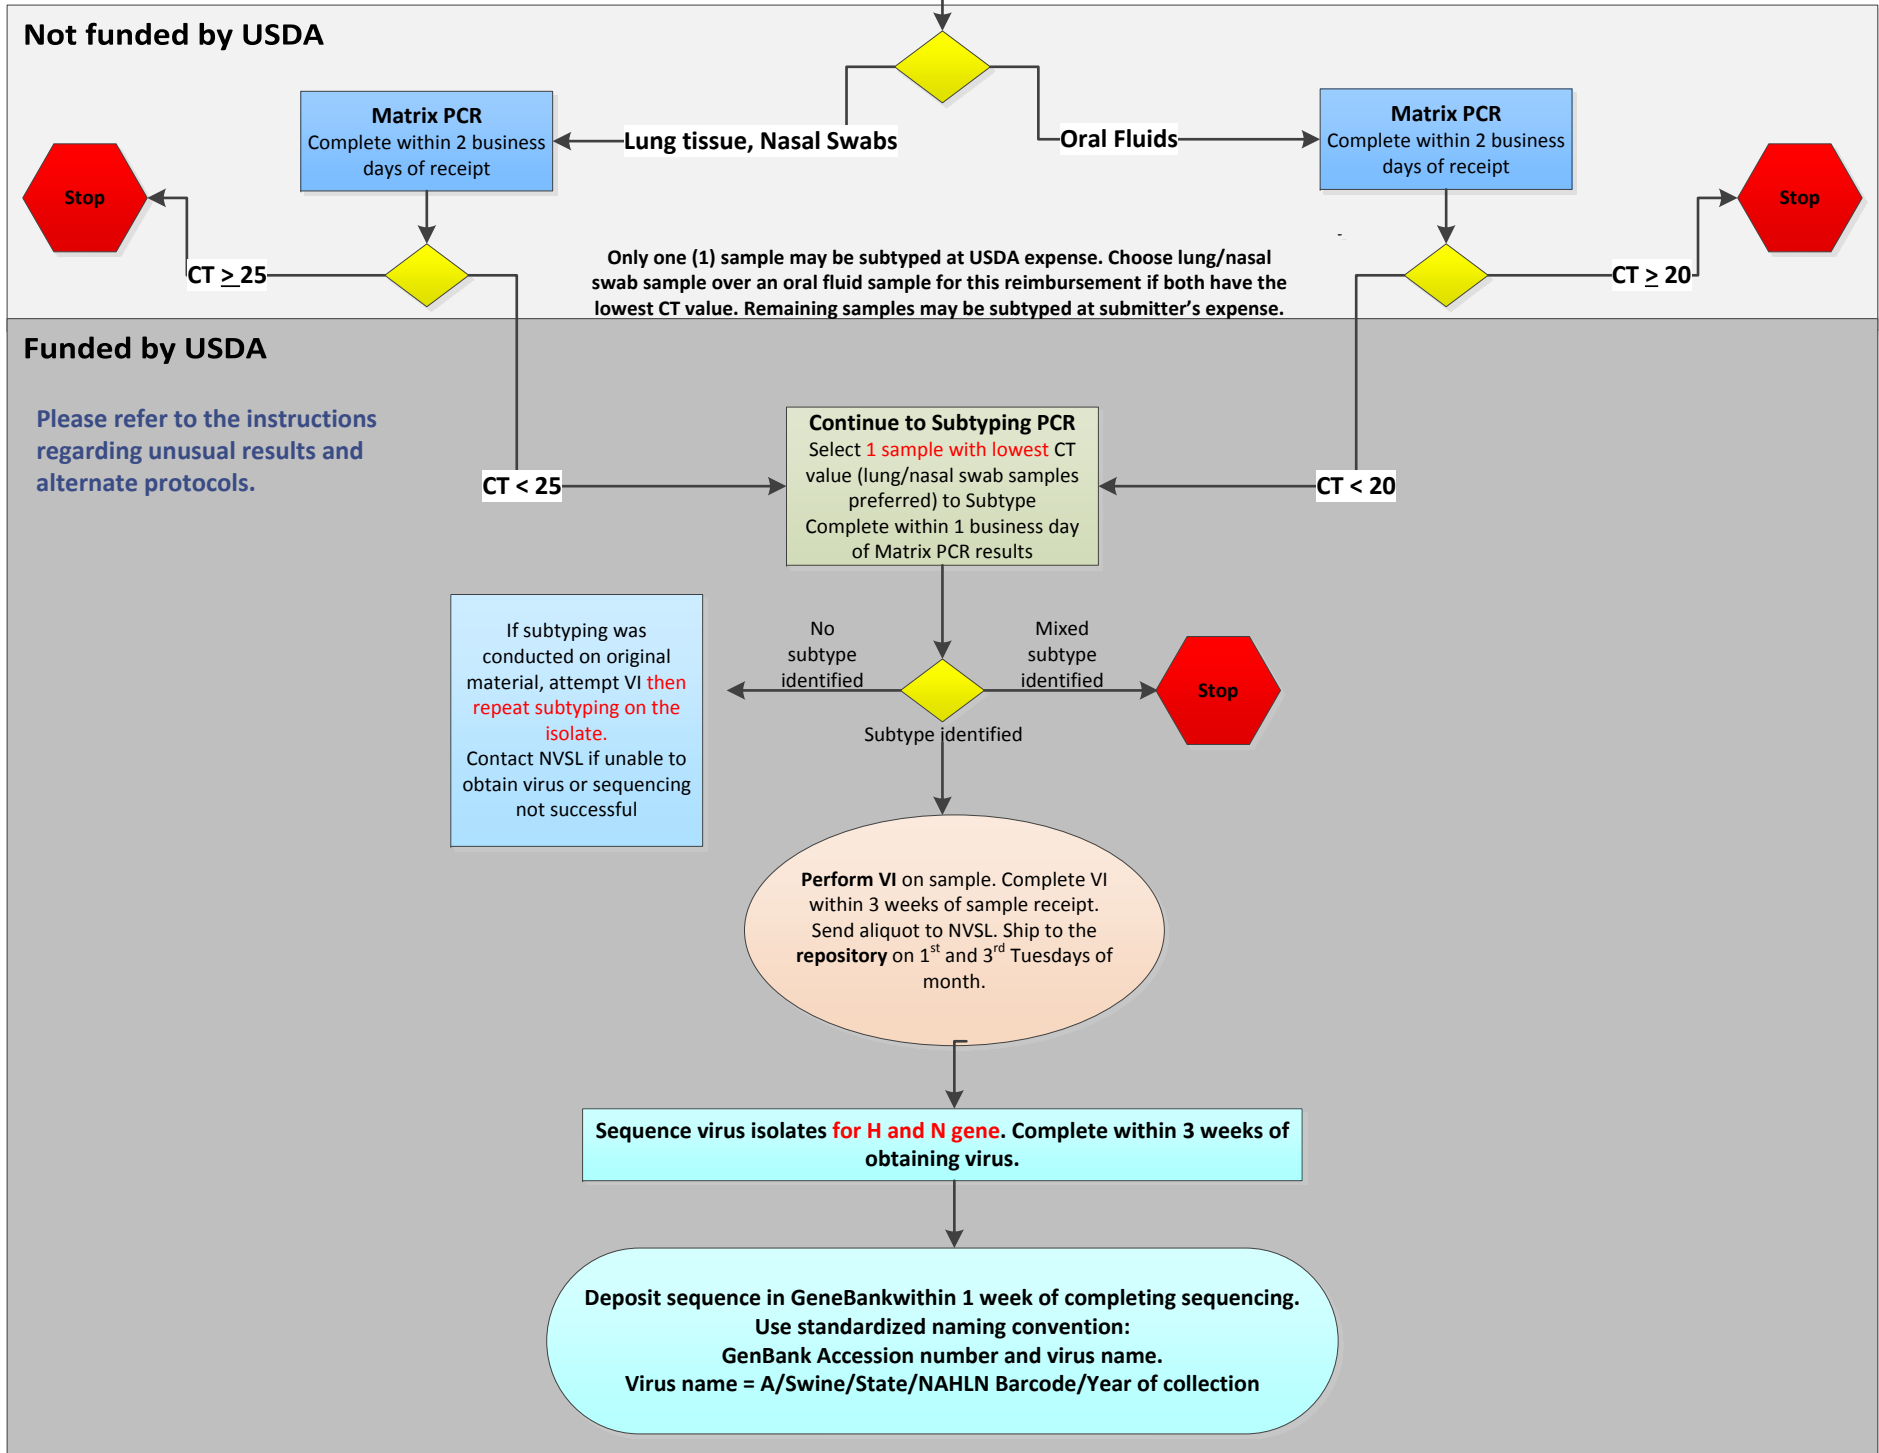 Not funded by USDA
Matrix PCR
Complete within 2 business
days of receipt
Lung tissue, Nasal Swabs
Oral Fluids
Matrix PCR
Complete within 2 business
days of receipt
Stop
Stop
CT ≥ 25
Only one (1) sample may be subtyped at USDA expense. Choose lung/nasal
swab sample over an oral fluid sample for this reimbursement if both have the
lowest CT value. Remaining samples may be subtyped at submitter's expense.
CT ≥ 20
Funded by USDA
Please refer to the instructions
regarding unusual results and
alternate protocols.
CT < 25
Continue to Subtyping PCR
Select 1 sample with lowest CT
value (lung/nasal swab samples
preferred) to Subtype
Complete within 1 business day
of Matrix PCR results
CT < 20
If subtyping was
conducted on original
material, attempt VI then
repeat subtyping on the
isolate.
Contact NVSL if unable to
obtain virus or sequencing
not successful
No
subtype
identified
Mixed
subtype
identified
Stop
Subtype identified
Perform VI on sample. Complete VI
within 3 weeks of sample receipt.
Send aliquot to NVSL. Ship to the
repository on 1st and 3rd Tuesdays of
month.
Sequence virus isolates for H and N gene. Complete within 3 weeks of
obtaining virus.
Deposit sequence in GeneBankwithin 1 week of completing sequencing.
Use standardized naming convention:
GenBank Accession number and virus name.
Virus name = A/Swine/State/NAHLN Barcode/Year of collection